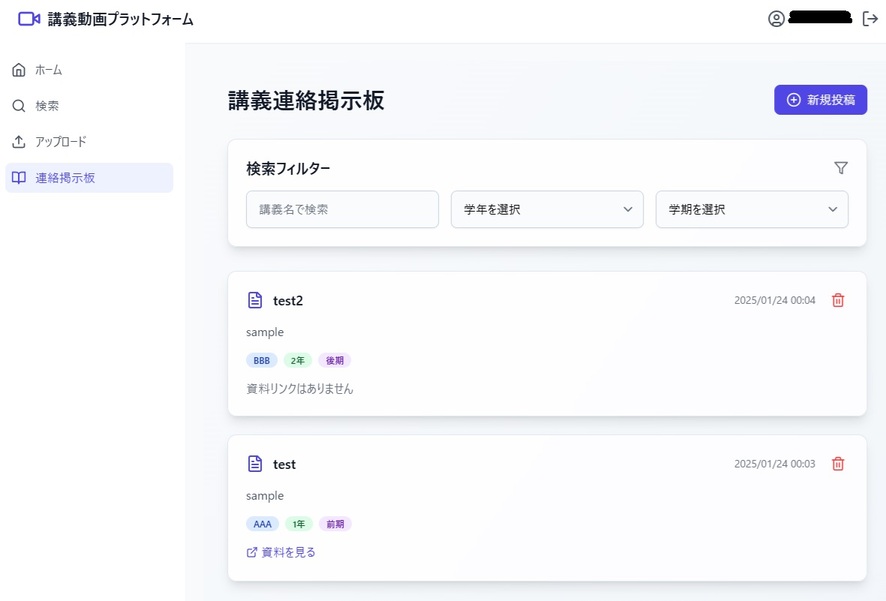 講義動画プラットフォーム
ホーム
検索
アップロード
連絡掲示板
講義連絡掲示板
新規投稿
検索フィルター
講義名で検索 学年を選択 学期を選択
test2 2025/01/24 00:04
sample
BBB 2年 後期
資料リンクはありません
test 2025/01/24 00:03
sample
AAA 1年 前期
資料を見る